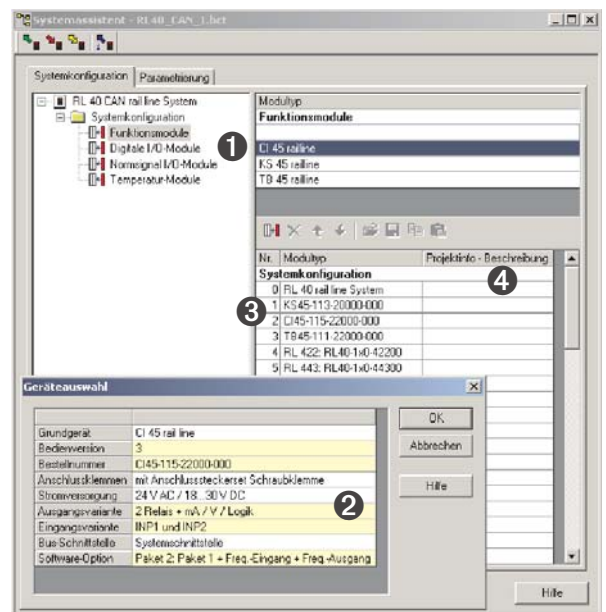 Systemassistent - RL40_CAN_1.bct
Systemkonfiguration Parametrierung
RL 40 CAN rail line System
Systemkonfiguration
Funktionsmodule
Digitale I/O-Module
Normsignal I/O-Module
Temperatur-Module
1
Modultyp
Funktionsmodule
CI 45 railline
KS 45 railline
TB 45 railline
Nr. Modultyp Projektinfo - Beschreibung
4
Systemkonfiguration
0 RL 40 rail line System
3
1 KS45-113-20000-000
2 CI45-115-22000-000
3 TB45-111-22000-000
4 RL 422: RL40-1x0-42200
5 RL 443: RL40-1x0-44300
Geräteauswahl
Grundgerät CI 45 rail line
Bedienversion 3
Bestellnummer CI45-115-22000-000
Anschlussklemmen mit Anschlusssteckerset Schraubklemme
Stromversorgung 24 V AC / 18...30 V DC
Ausgangsvariante 2 Relais + mA / V / Logik
2
Eingangsvariante INP1 und INP2
Bus-Schnittstelle Systemschnittstelle
Software-Option Paket 2: Paket 1 + Freq.-Eingang + Freq.-Ausgang
OK
Abbrechen
Hilfe
Hilfe